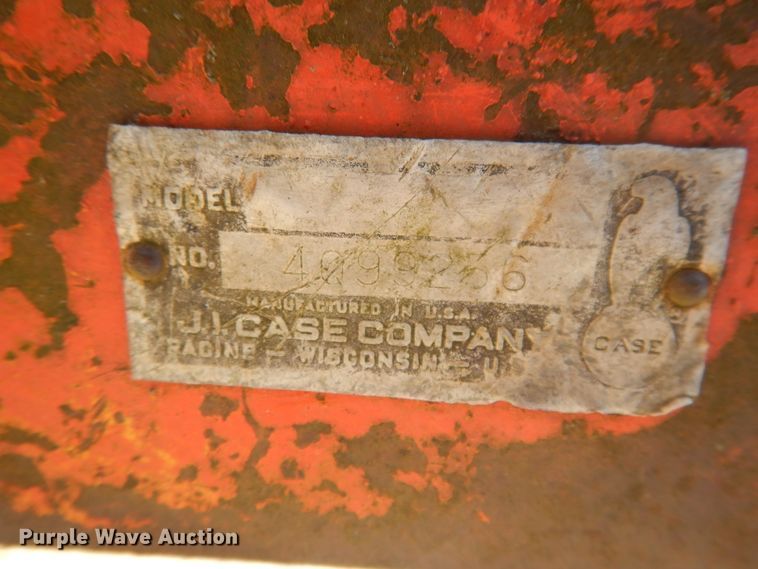 MODEL
NO. 4099256
MANUFACTURED IN U.S.A.
J.I. CASE COMPANY
RACINE - WISCONSIN - U.
CASE
Purple Wave Auction